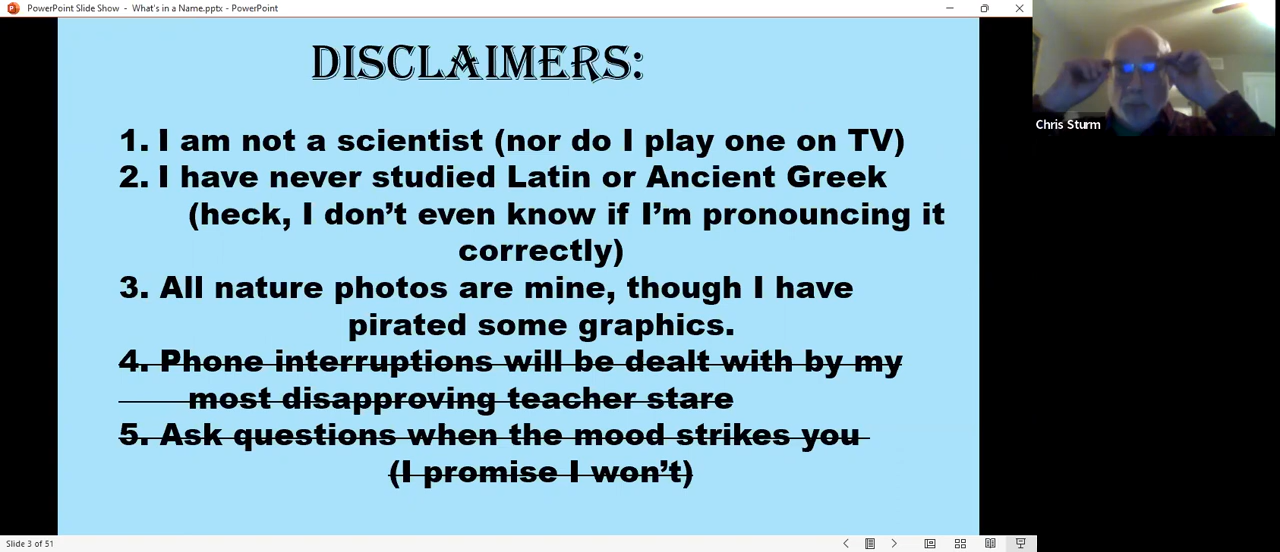 PowerPoint Slide Show - What's in a Name.pptx - PowerPoint
DISCLAIMERS:
1. I am not a scientist (nor do I play one on TV)
2. I have never studied Latin or Ancient Greek
(heck, I don't even know if I'm pronouncing it
correctly)
3. All nature photos are mine, though I have
pirated some graphics.
4. Phone interruptions will be dealt with by my
most disapproving teacher stare
5. Ask questions when the mood strikes you
(I promise I won't)
Chris Sturm
Slide 3 of 51